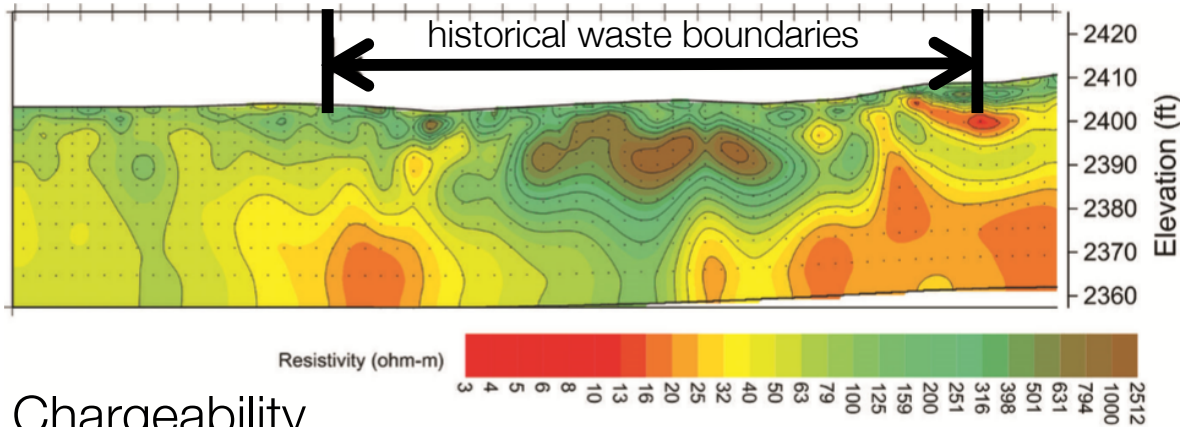 historical waste boundaries
2420
2410
2400
2390
2380
2370
2360
Elevation (ft)
Resistivity (ohm-m)
3 4 5 6 8 10 13 16 20 25 32 40 50 63 79 100 125 159 200 251 316 398 501 631 794 1000 2512
Chargeability